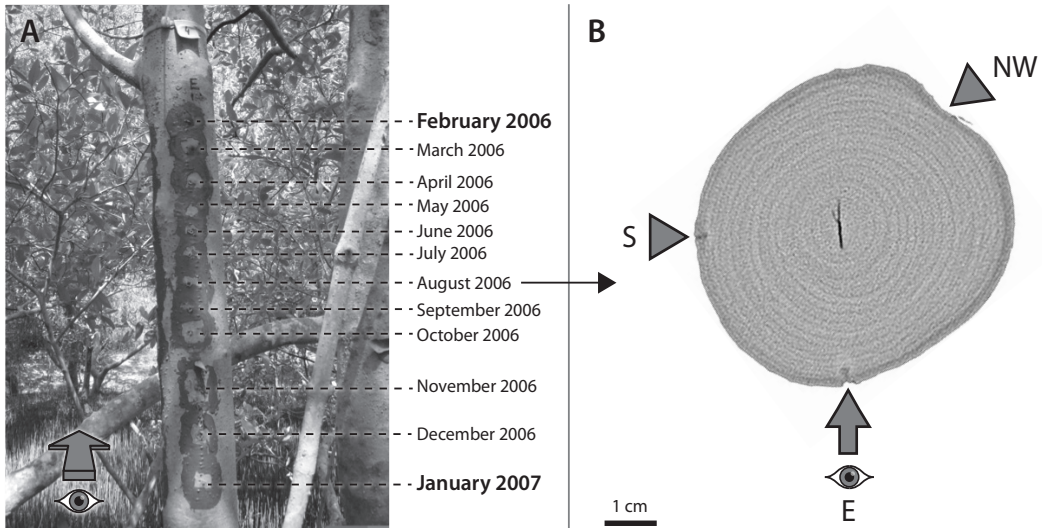 A
February 2006
March 2006
April 2006
May 2006
June 2006
July 2006
August 2006
September 2006
October 2006
November 2006
December 2006
January 2007
B
NW
S
E
1 cm